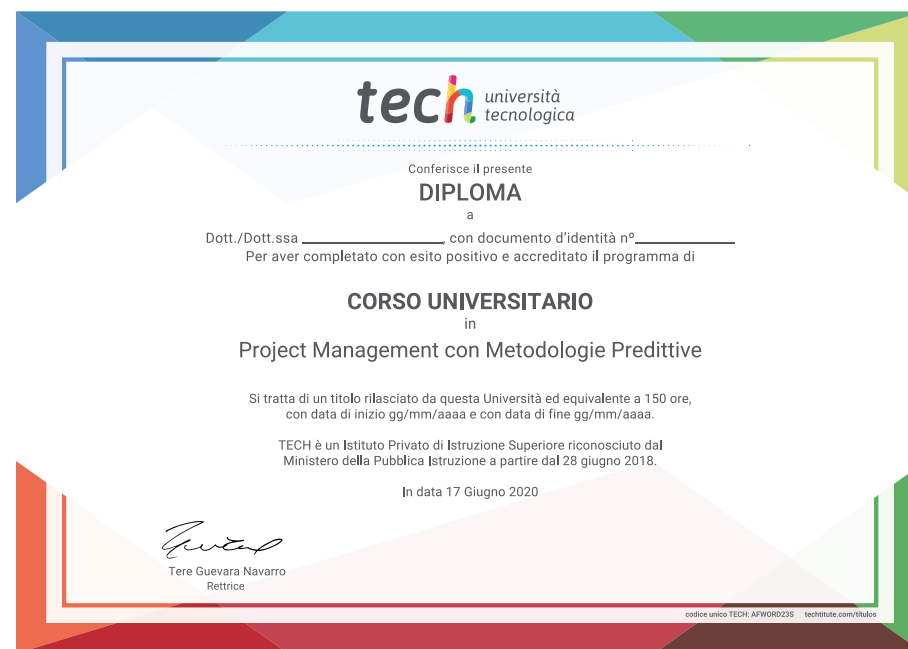 tech università
tecnologica
Conferisce il presente
DIPLOMA
a
Dott./Dott.ssa ____________________, con documento d'identità nº______________
Per aver completato con esito positivo e accreditato il programma di
CORSO UNIVERSITARIO
in
Project Management con Metodologie Predittive
Si tratta di un titolo rilasciato da questa Università ed equivalente a 150 ore,
con data di inizio gg/mm/aaaa e con data di fine gg/mm/aaaa.
TECH è un Istituto Privato di Istruzione Superiore riconosciuto dal
Ministero della Pubblica Istruzione a partire dal 28 giugno 2018.
In data 17 Giugno 2020
Tere Guevara Navarro
Rettrice
codice unico TECH: AFWORD23S techtitute.com/titulos